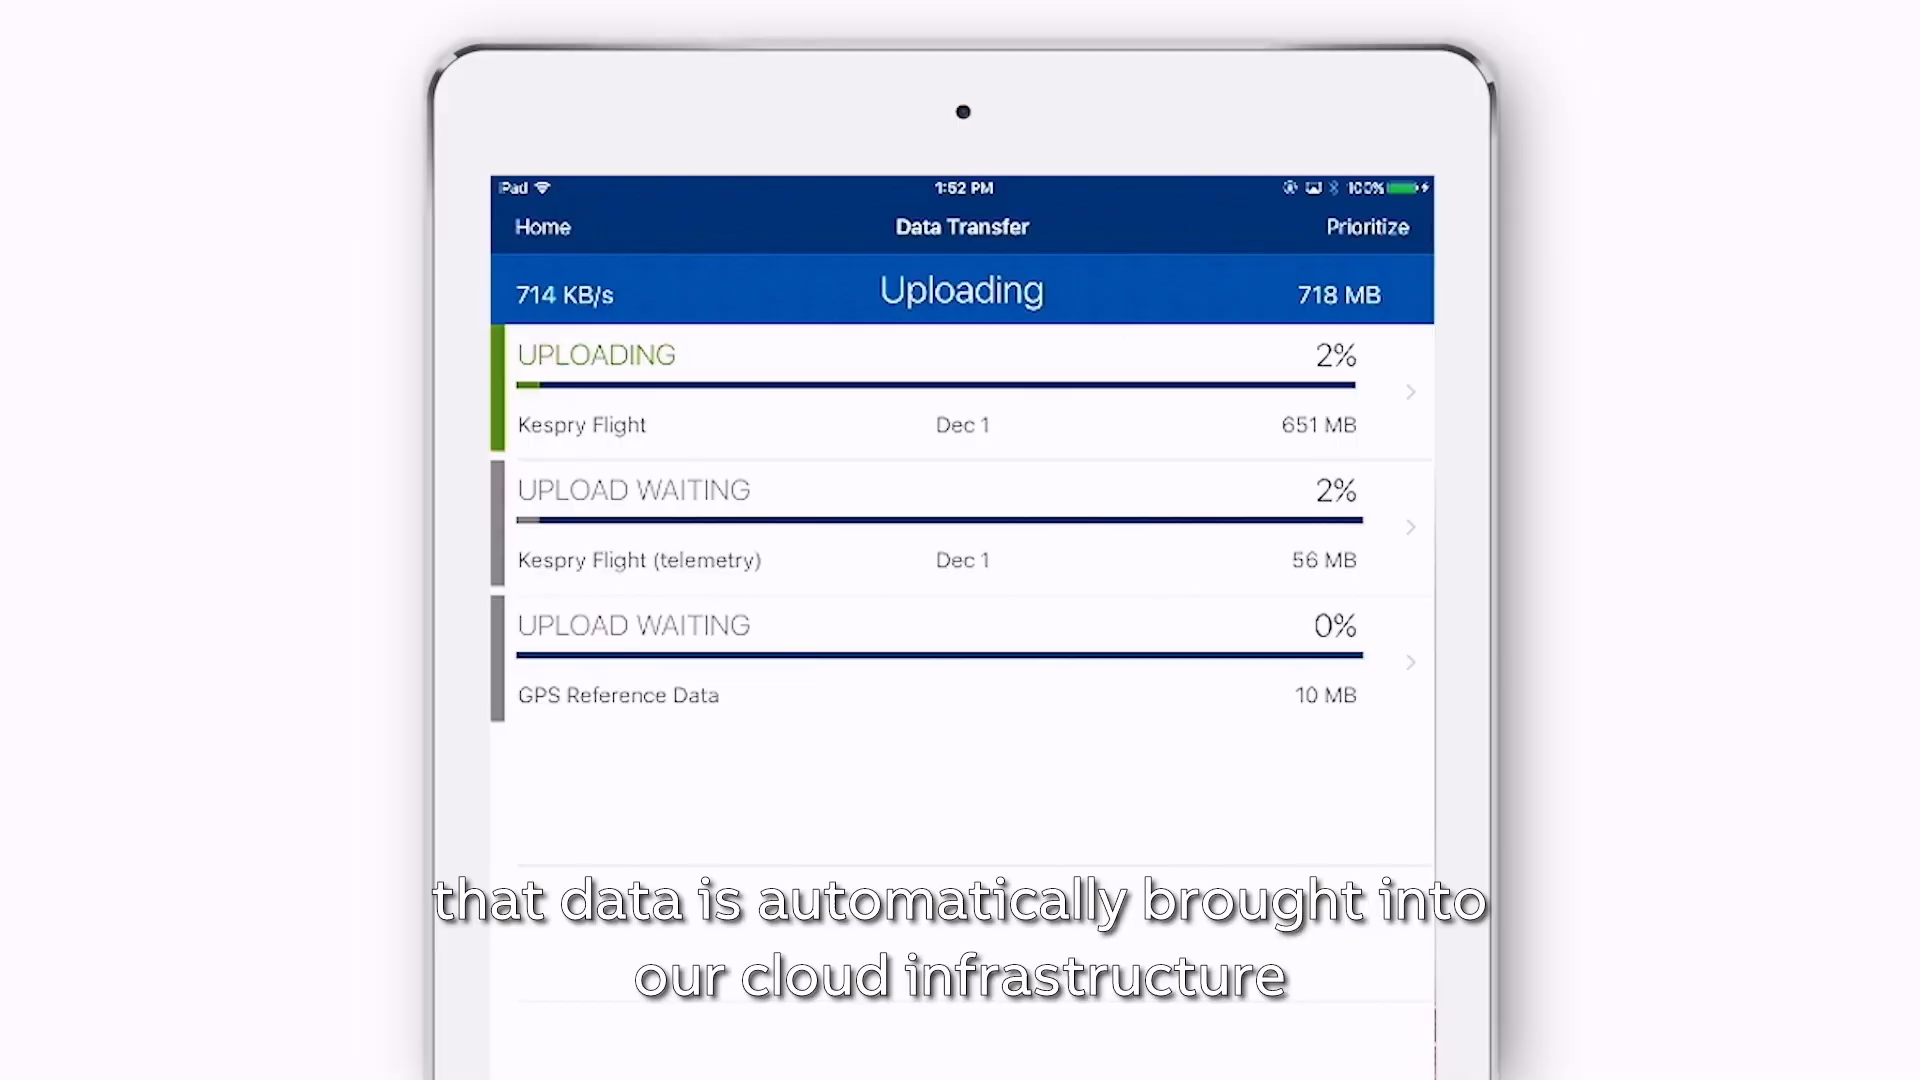 iPad
1:52 PM
100%
Home
Data Transfer
Prioritize
714 KB/s
Uploading
718 MB
UPLOADING
2%
Kespry Flight
Dec 1
651 MB
UPLOAD WAITING
2%
Kespry Flight (telemetry)
Dec 1
56 MB
UPLOAD WAITING
0%
GPS Reference Data
10 MB
that data is automatically brought into
our cloud infrastructure